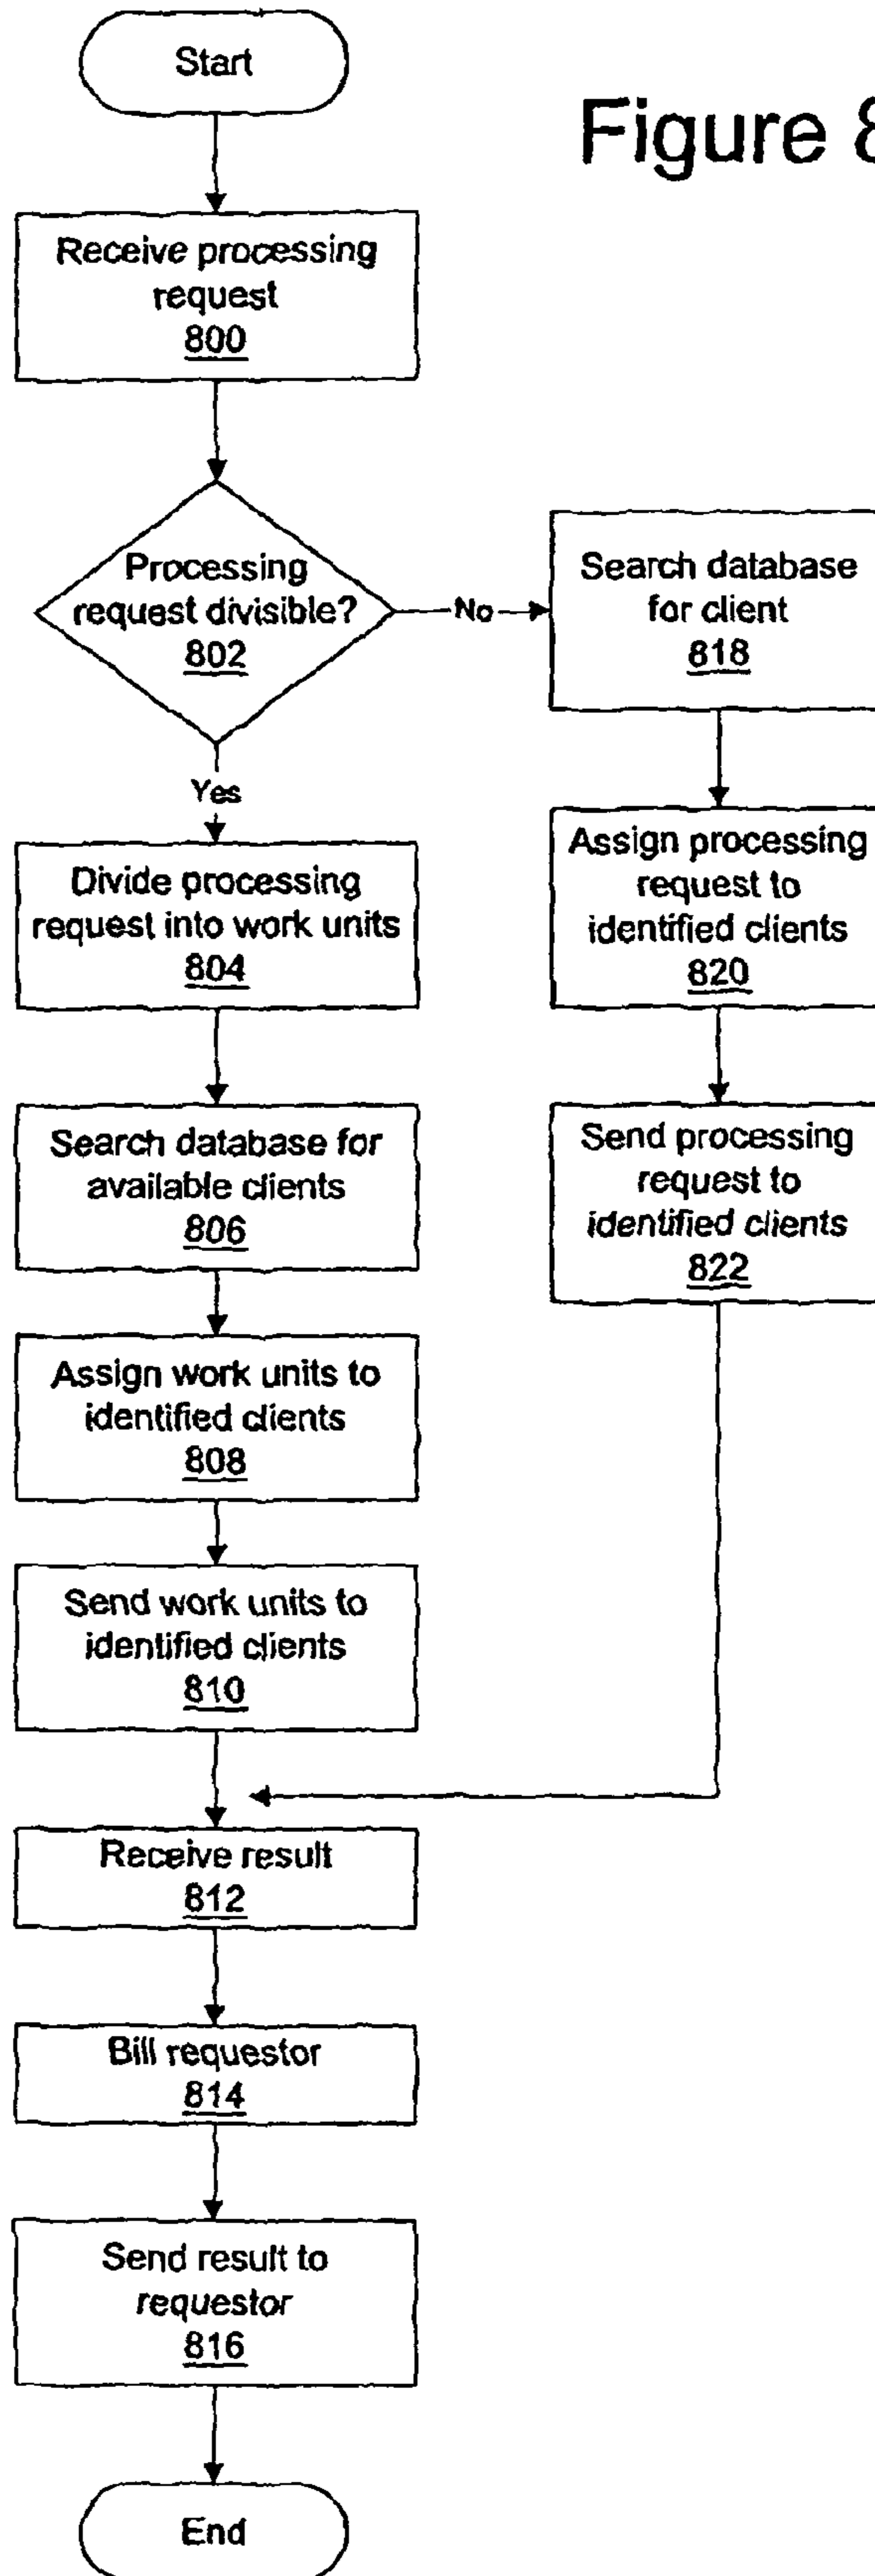 Start
Figure 8
Receive processing
request
800
Processing
request divisible?
802
No
Search database
for client
818
Yes
Divide processing
request into work units
804
Assign processing
request to
identified clients
820
Search database for
available clients
806
Send processing
request to
identified clients
822
Assign work units to
identified clients
808
Send work units to
identified clients
810
Receive result
812
Bill requestor
814
Send result to
requestor
816
End